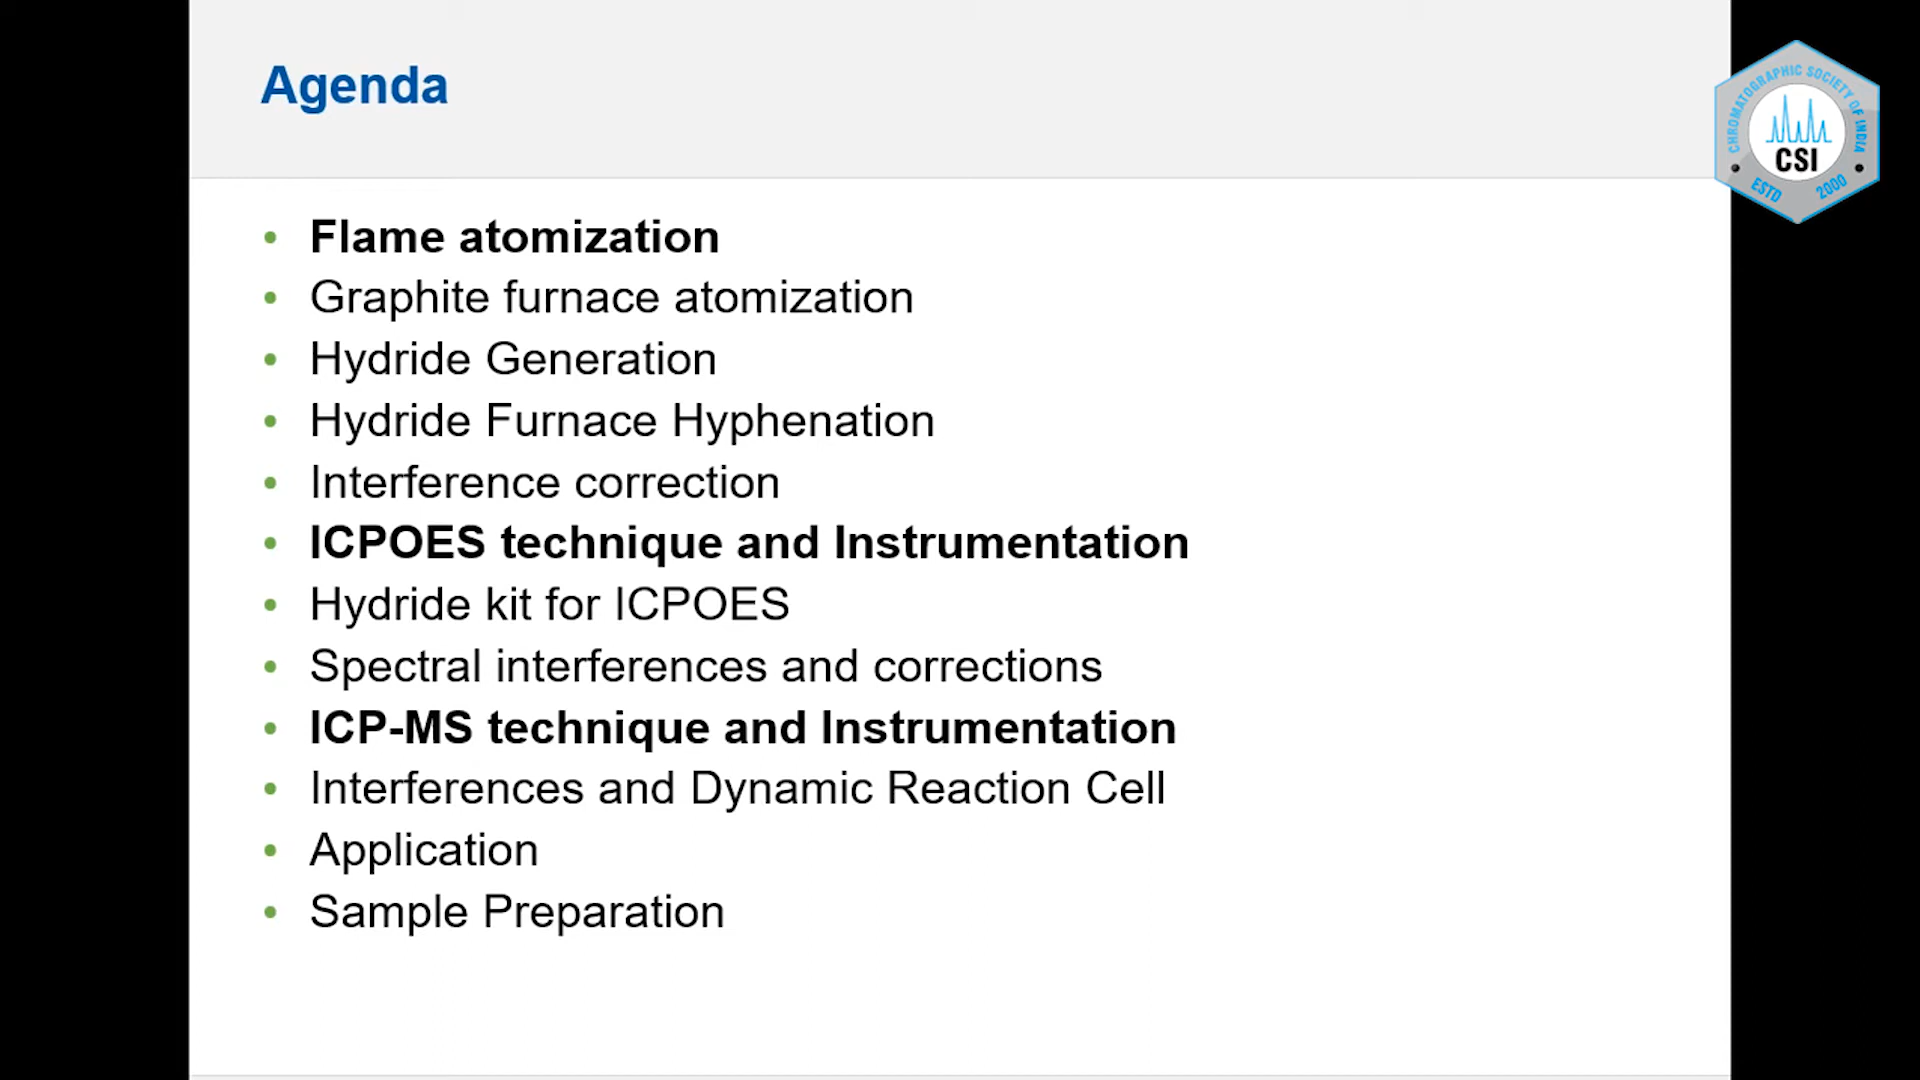 Agenda
CHROMATOGRAPHIC SOCIETY OF INDIA
CSI
ESTD 2000
• Flame atomization
• Graphite furnace atomization
• Hydride Generation
• Hydride Furnace Hyphenation
• Interference correction
• ICPOES technique and Instrumentation
• Hydride kit for ICPOES
• Spectral interferences and corrections
• ICP-MS technique and Instrumentation
• Interferences and Dynamic Reaction Cell
• Application
• Sample Preparation